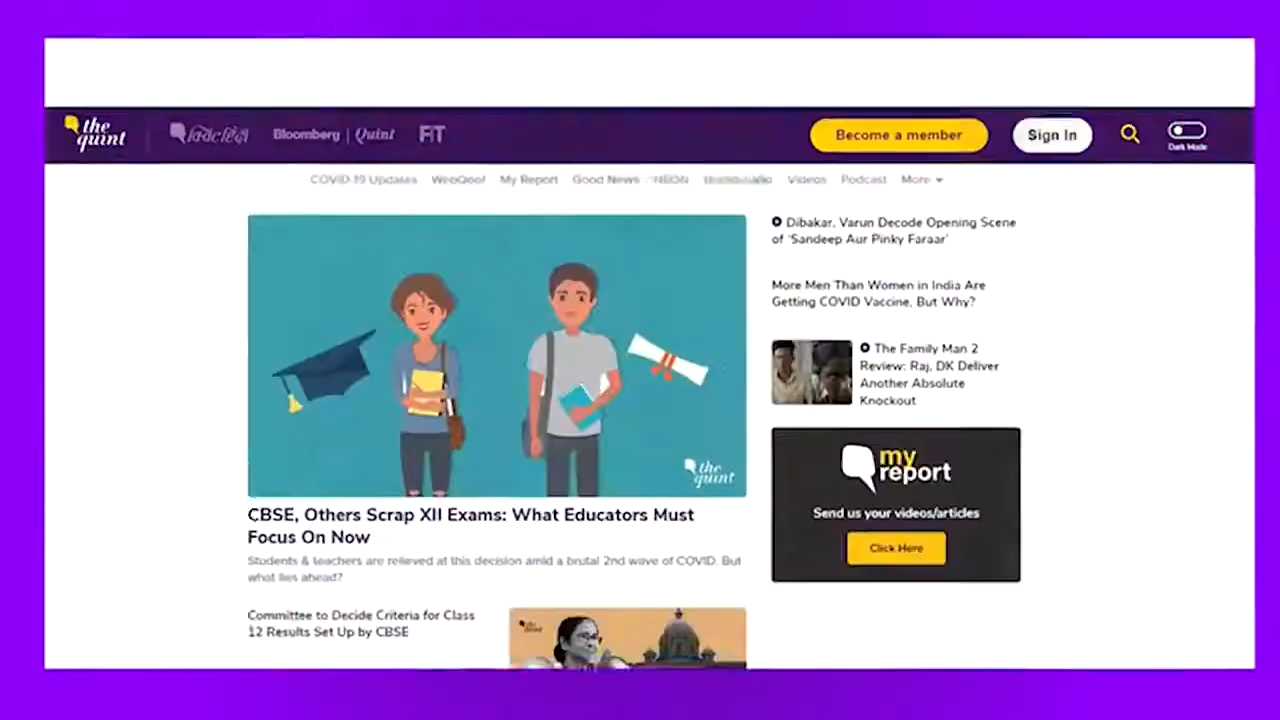 the
quint
क्विंट हिंदी
Bloomberg | Quint
FIT
Become a member
Sign In
Dark Mode
COVID-19 Updates
WebQoof
My Report
Good News
NEON
Videos
Podcast
More
Dibakar, Varun Decode Opening Scene
of ‘Sandeep Aur Pinky Faraar’
More Men Than Women in India Are
Getting COVID Vaccine, But Why?
The Family Man 2
Review: Raj, DK Deliver
Another Absolute
Knockout
the
quint
my
report
Send us your videos/articles
Click Here
CBSE, Others Scrap XII Exams: What Educators Must
Focus On Now
Students & teachers are relieved at this decision amid a brutal 2nd wave of COVID. But
what lies ahead?
Committee to Decide Criteria for Class
12 Results Set Up by CBSE
the
quint